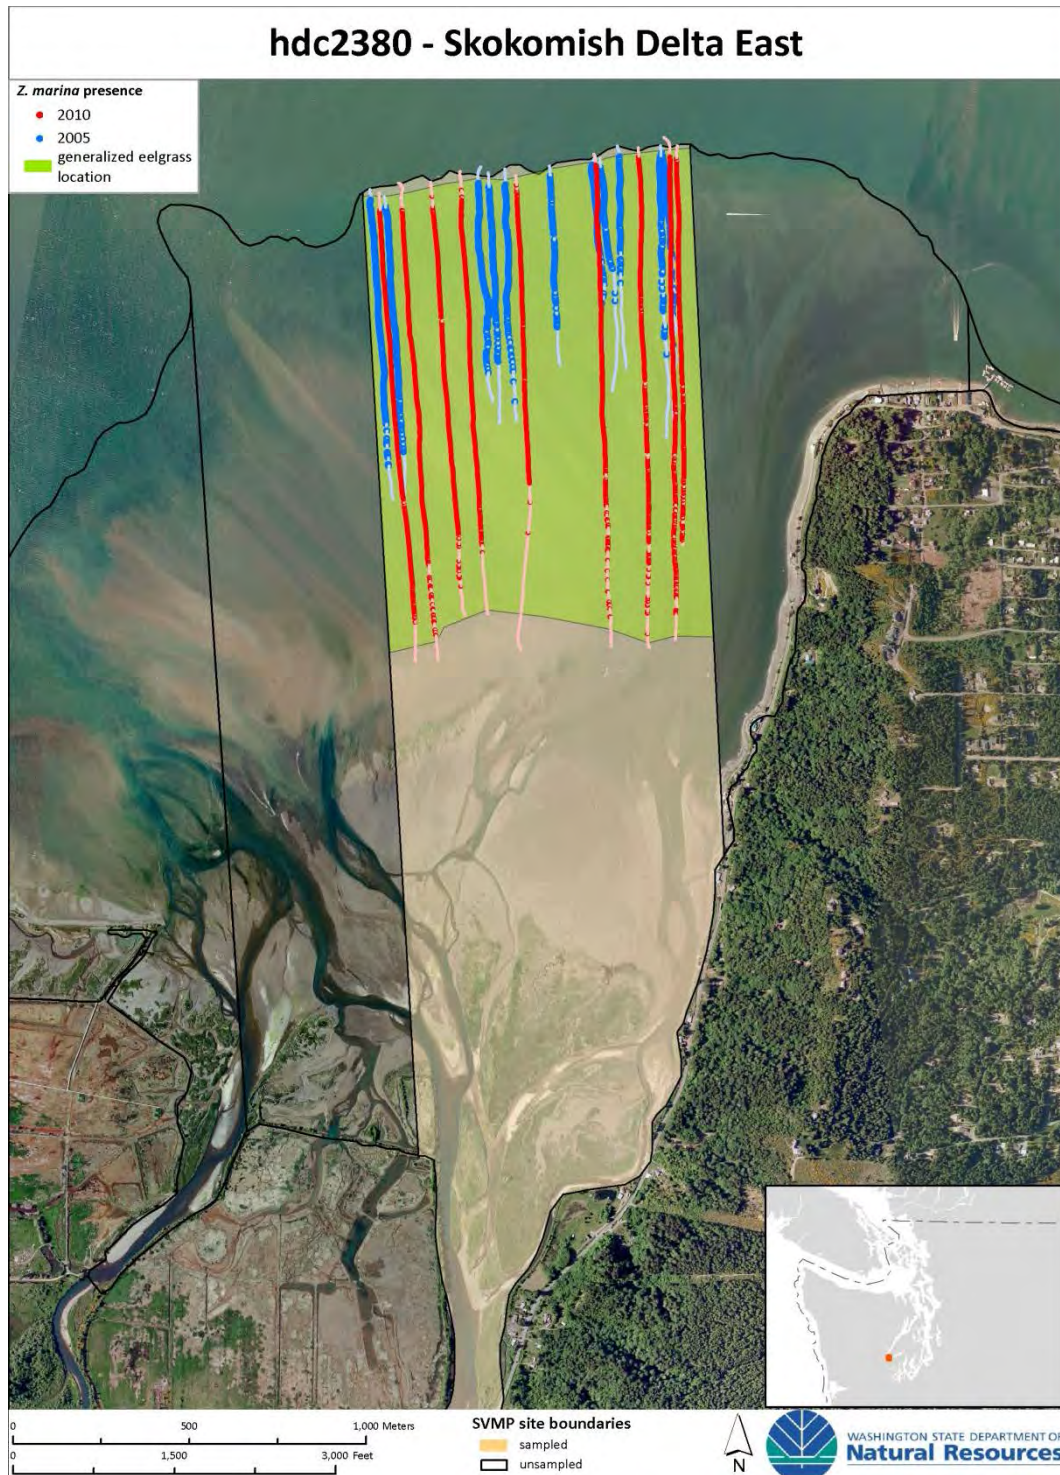 hdc2380 - Skokomish Delta East
Z. marina presence
2010
2005
generalized eelgrass
location
0 500 1,000 Meters
0 1,500 3,000 Feet
SVMP site boundaries
sampled
unsampled
N
WASHINGTON STATE DEPARTMENT OF
Natural Resources